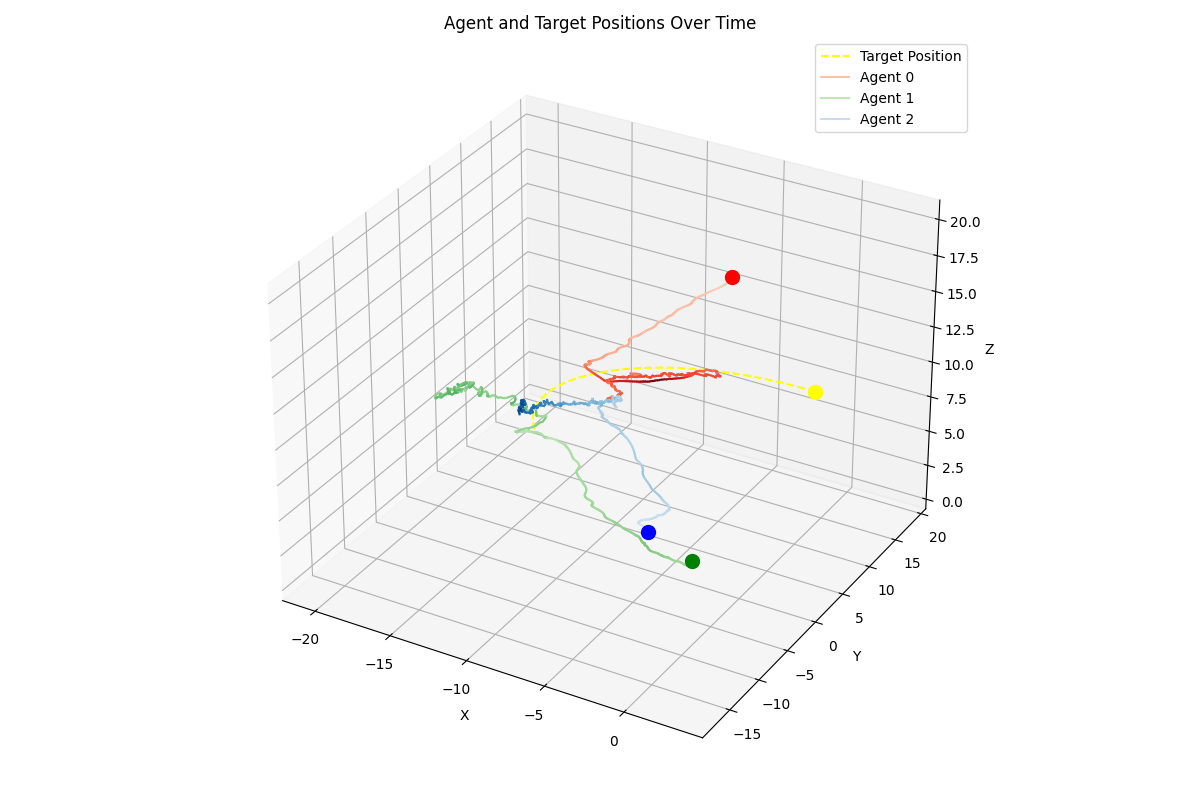 Agent and Target Positions Over Time
Target Position
Agent 0
Agent 1
Agent 2
20.0
17.5
15.0
12.5
Z
10.0
7.5
5.0
2.5
0.0
20
15
10
5
0
Y
−5
−10
−15
−20
−15
−10
X
−5
0